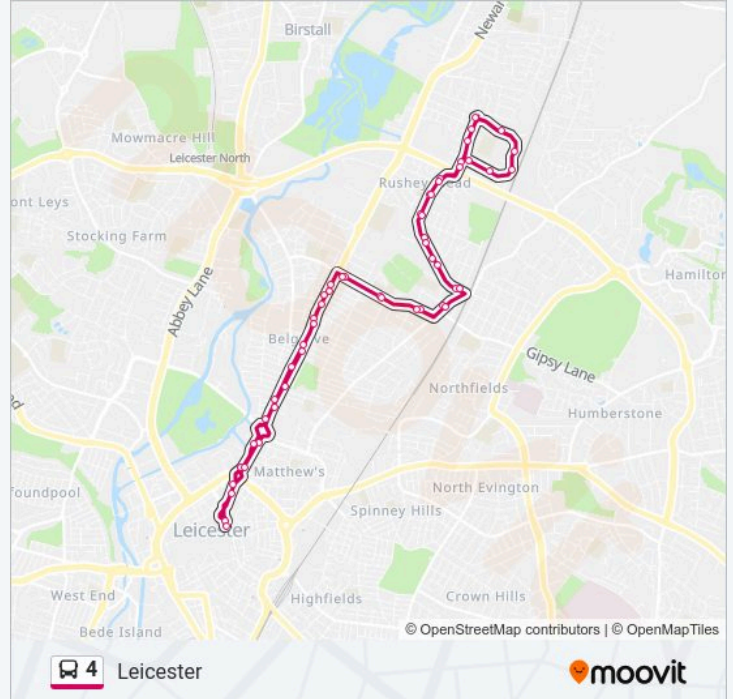 Birstall
Newar
Mowmacre Hill
Leicester North
Rushey Mead
ont Leys
Stocking Farm
Hamilton
Abbey Lane
Belgrave
Gipsy Lane
Northfields
Humberstone
Matthew's
North Evington
foundpool
Spinney Hills
Leicester
West End
Highfields
Crown Hills
Bede Island
© OpenStreetMap contributors | © OpenMapTiles
4 Leicester
moovit